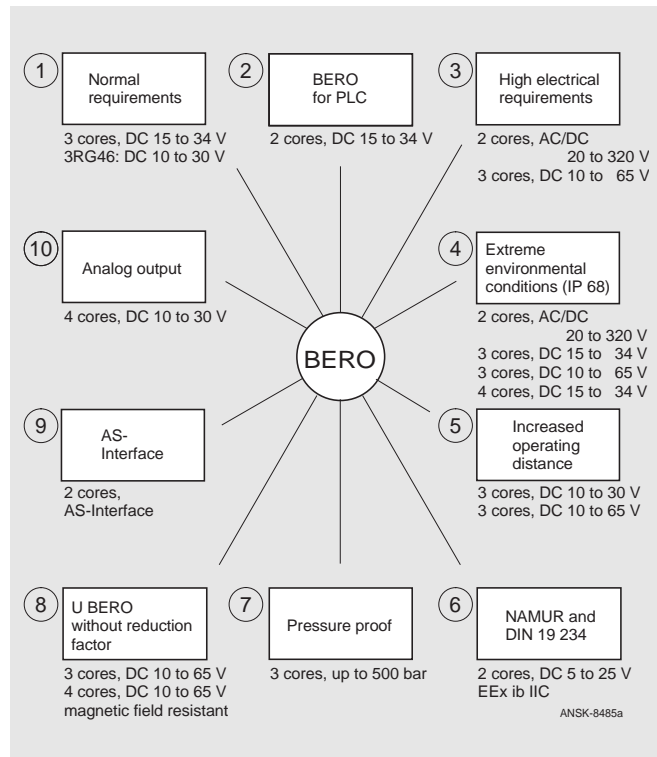 1
Normal
requirements
3 cores, DC 15 to 34 V
3RG46: DC 10 to 30 V
2
BERO
for PLC
2 cores, DC 15 to 34 V
3
High electrical
requirements
2 cores, AC/DC
20 to 320 V
3 cores, DC 10 to 65 V
10
Analog output
4 cores, DC 10 to 30 V
4
Extreme
environmental
conditions (IP 68)
2 cores, AC/DC
20 to 320 V
3 cores, DC 15 to 34 V
3 cores, DC 10 to 65 V
4 cores, DC 15 to 34 V
BERO
9
AS-
Interface
2 cores,
AS-Interface
5
Increased
operating
distance
3 cores, DC 10 to 30 V
3 cores, DC 10 to 65 V
8
U BERO
without reduction
factor
3 cores, DC 10 to 65 V
4 cores, DC 10 to 65 V
magnetic field resistant
7
Pressure proof
3 cores, up to 500 bar
6
NAMUR and
DIN 19 234
2 cores, DC 5 to 25 V
EEx ib IIC
ANSK-8485a